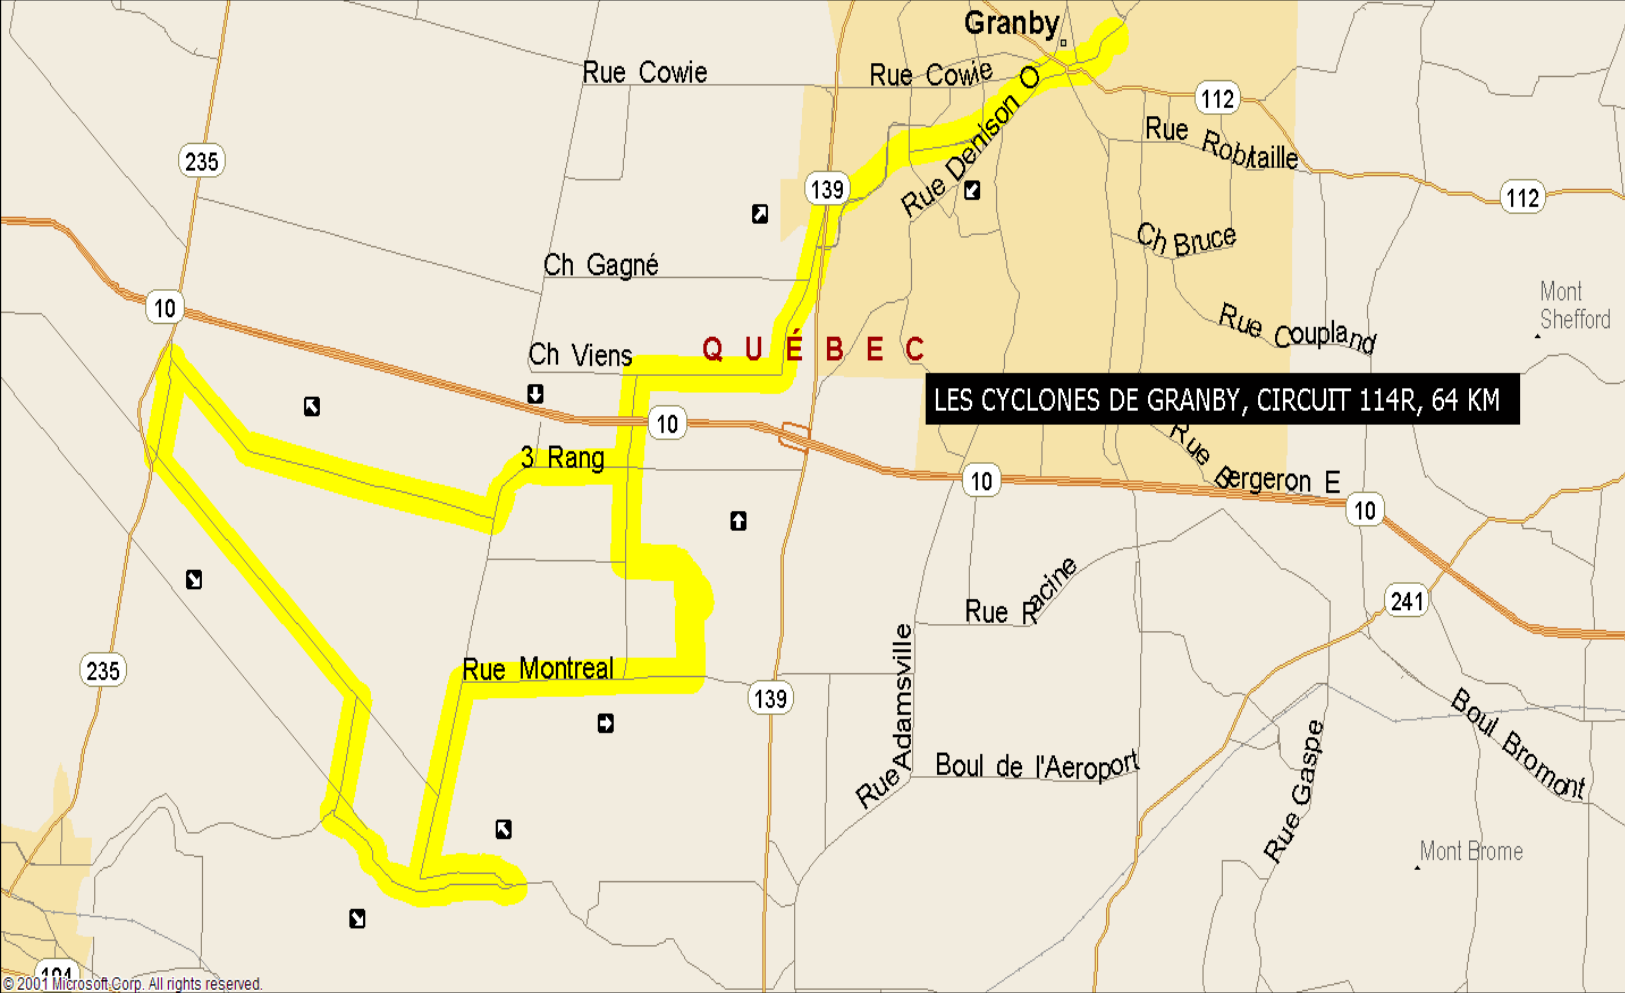 Granby
Rue Cowie
Rue Cowie
112
Rue Denison O
Rue Robitaille
235
139
112
Ch Bruce
Ch Gagné
10
Mont
Shefford
Rue Coupland
Ch Viens
QUÉBEC
LES CYCLONES DE GRANBY, CIRCUIT 114R, 64 KM
10
3 Rang
Rue Bergeron E
10
10
Rue Racine
241
Rue Montreal
235
139
Rue Adamsville
Boul Bromont
Rue Gaspe
Boul de l'Aeroport
Mont Brome
104
© 2001 Microsoft Corp. All rights reserved.